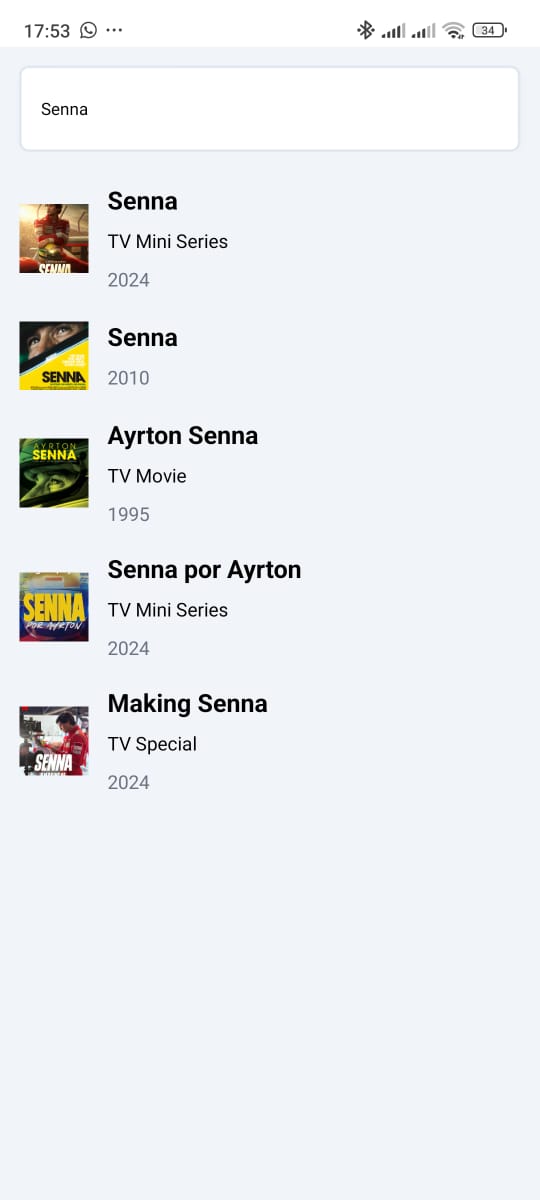 17:53 34
Senna
Senna
TV Mini Series
2024
SENNA
Senna
2010
SENNA
Ayrton Senna
TV Movie
1995
AYRTON
SENNA
Senna por Ayrton
TV Mini Series
2024
SENNA
POR AYRTON
Making Senna
TV Special
2024
SENNA